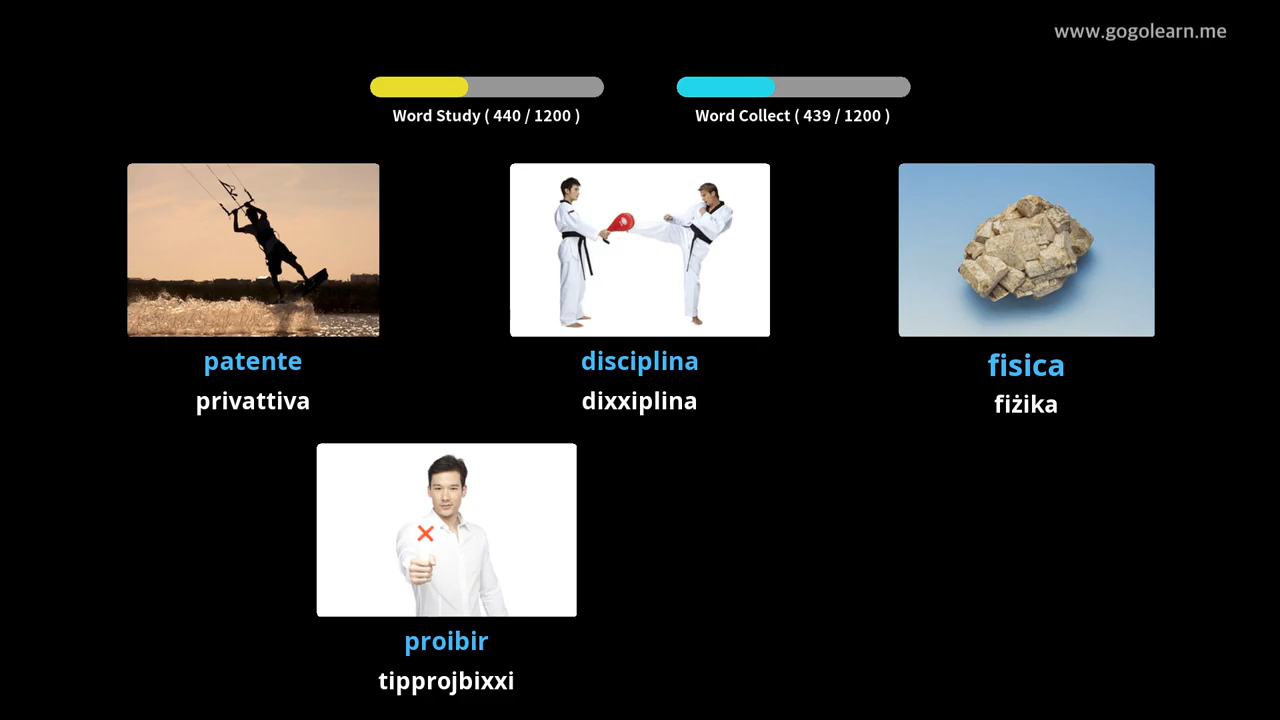 www.gogolearn.me
Word Study ( 440 / 1200 )
Word Collect ( 439 / 1200 )
patente
privattiva
disciplina
dixxiplina
fisica
fiżika
proibir
tipprojbixxi